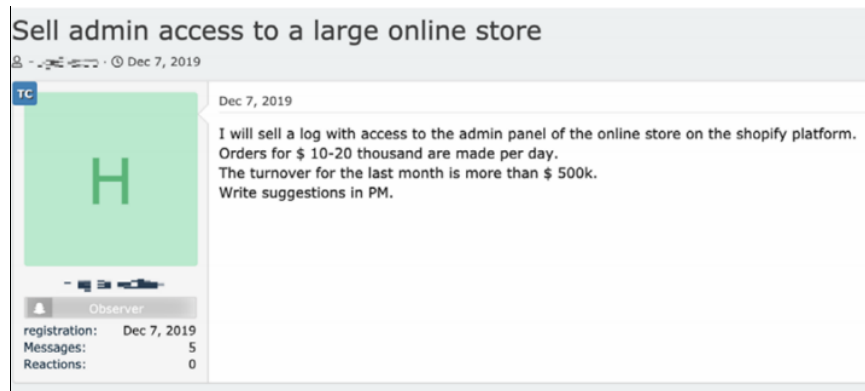 Sell admin access to a large online store
Dec 7, 2019
TC
Dec 7, 2019
I will sell a log with access to the admin panel of the online store on the shopify platform.
Orders for $ 10-20 thousand are made per day.
The turnover for the last month is more than $ 500k.
Write suggestions in PM.
H
Observer
registration: Dec 7, 2019
Messages: 5
Reactions: 0